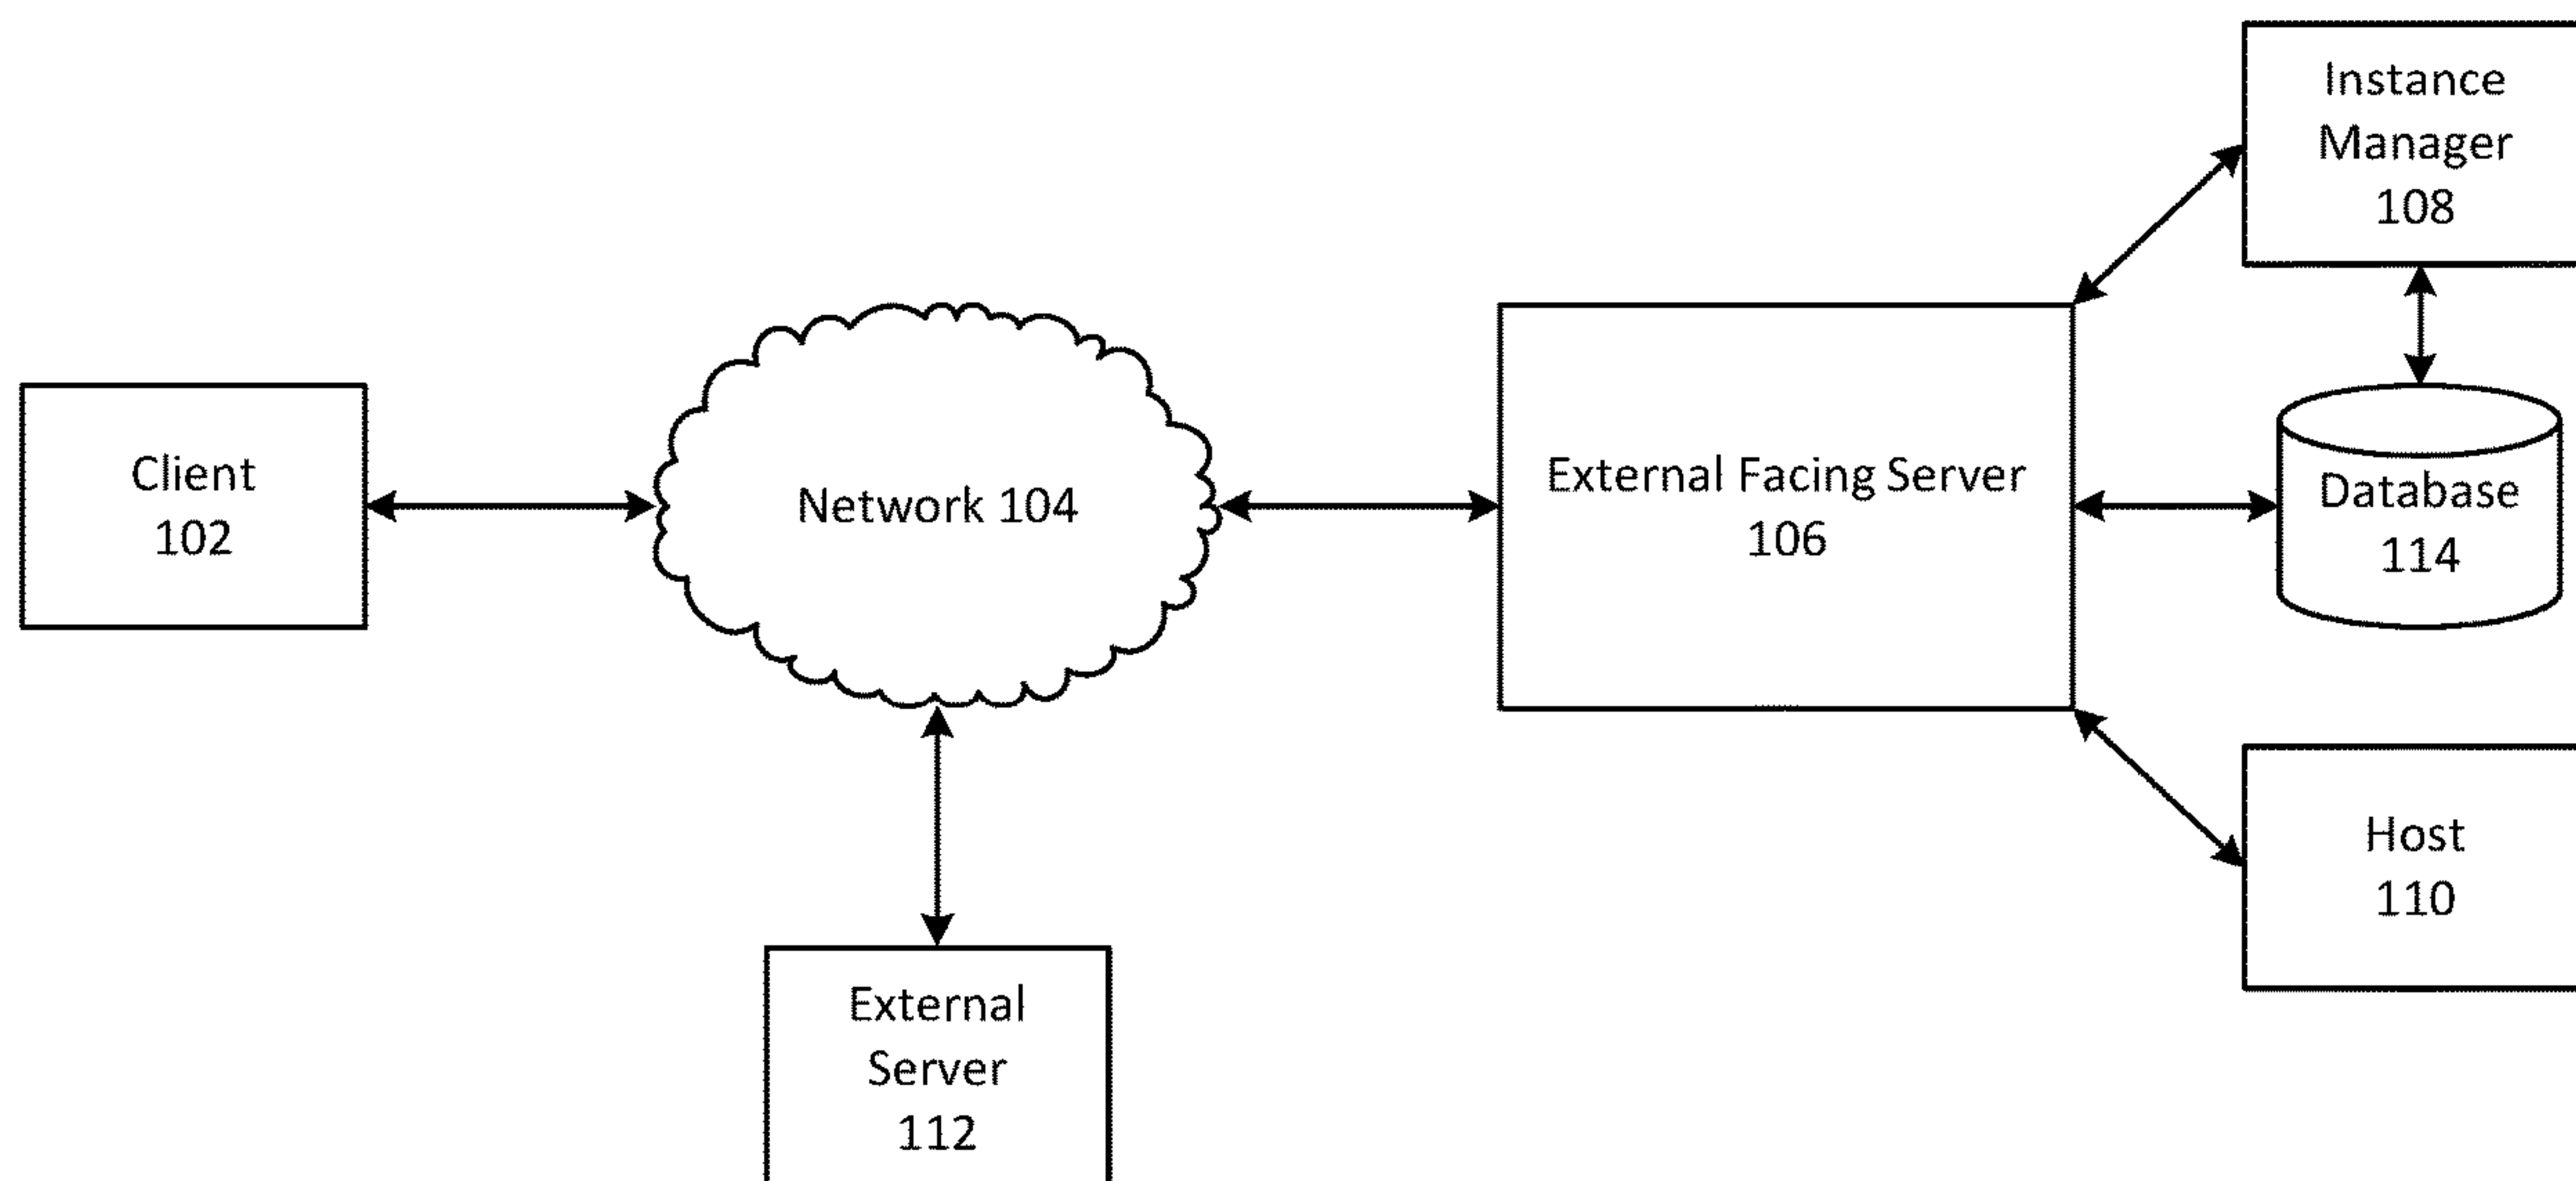 Client
102
Network 104
External
Server
112
External Facing Server
106
Instance
Manager
108
Database
114
Host
110